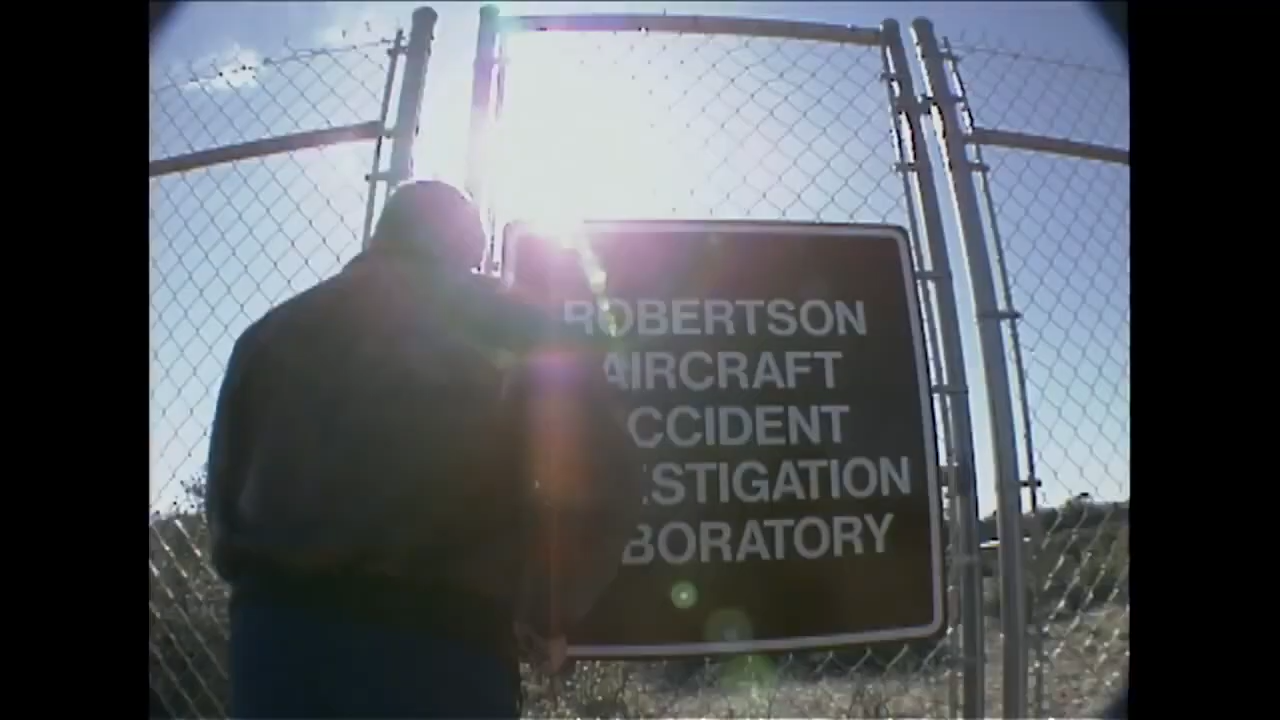 ROBERTSON
AIRCRAFT
CCIDENT
STIGATION
BORATORY